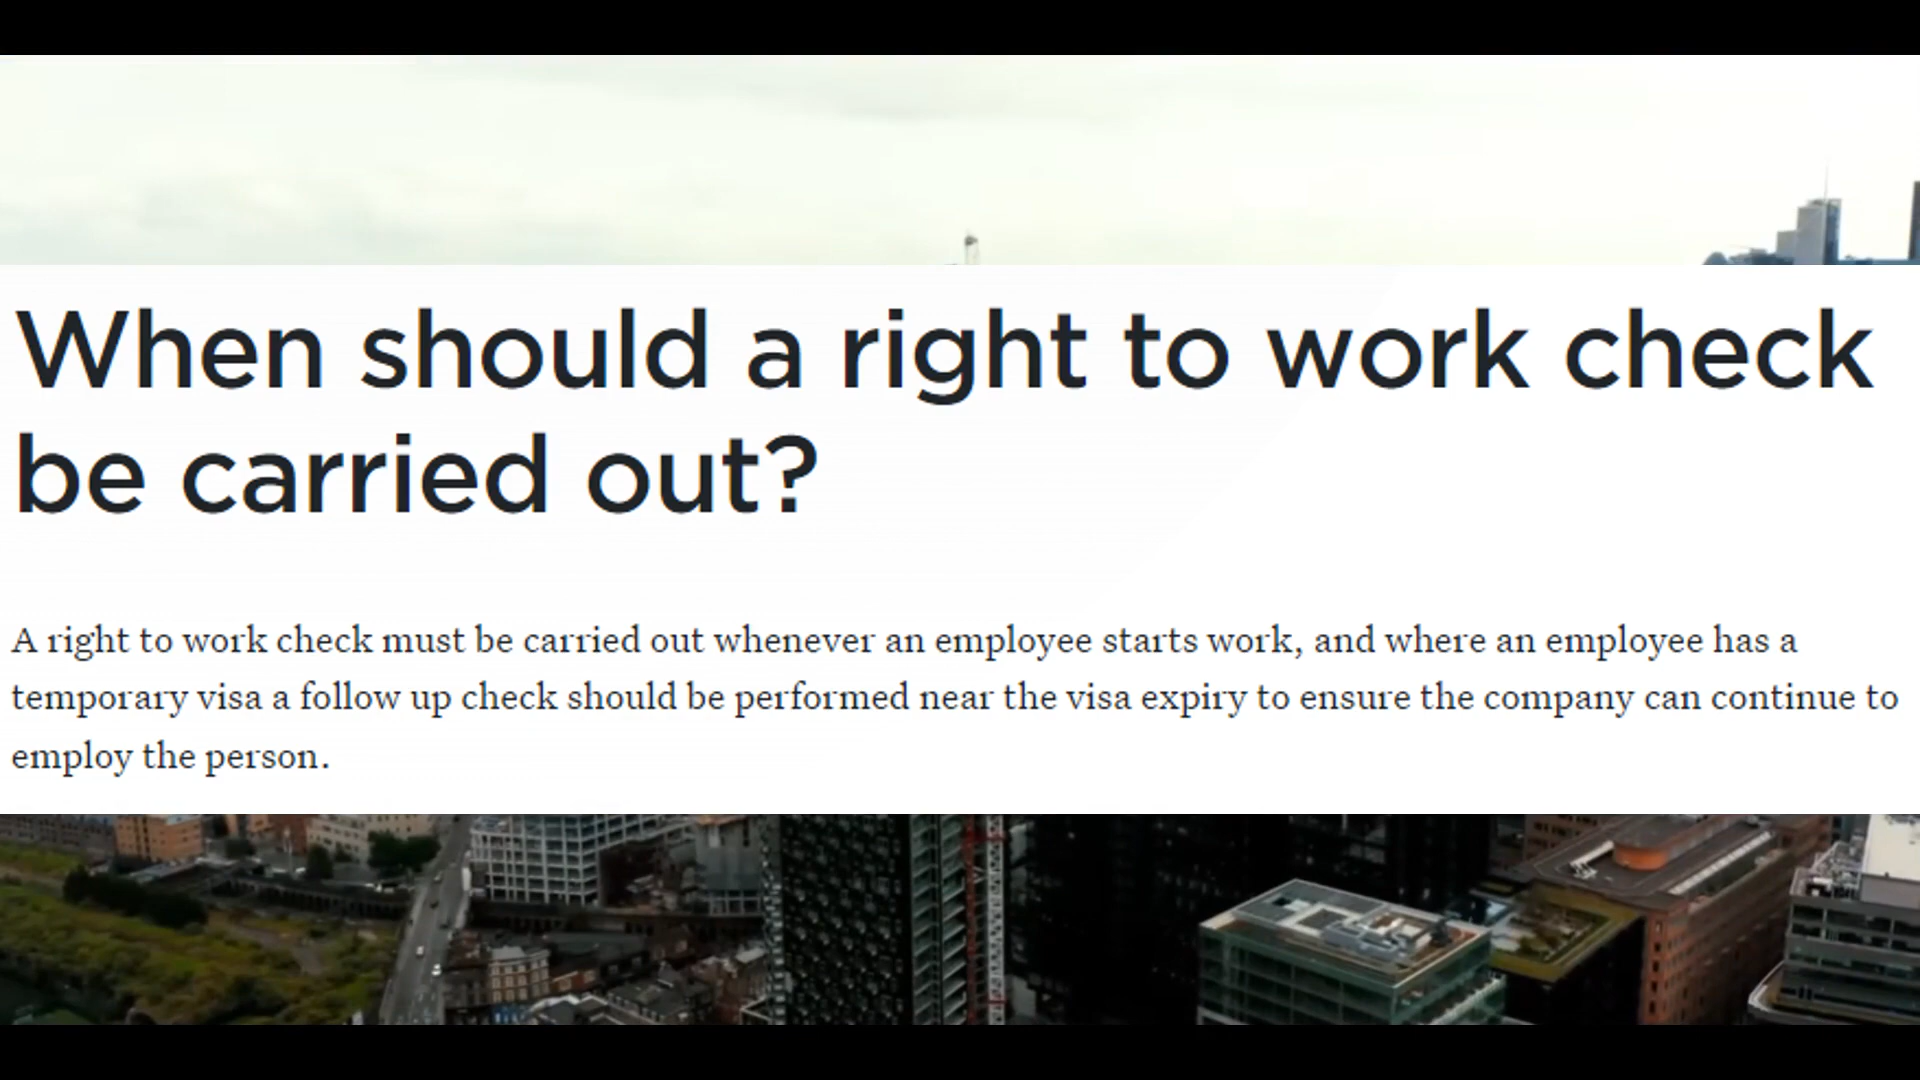 When should a right to work check
be carried out?
A right to work check must be carried out whenever an employee starts work, and where an employee has a
temporary visa a follow up check should be performed near the visa expiry to ensure the company can continue to
employ the person.